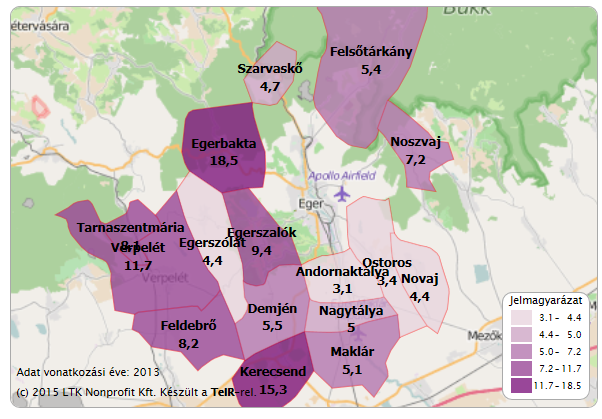 Bükk
étervására
Felsőtárkány
5,4
Szarvaskő
4,7
Egerbakta
18,5
Noszvaj
7,2
Apollo Airfield
Eger
Tarnaszentmária
8,1
Verpelét
11,7
Verpelét
Egerszalók
9,4
Egerszólát
4,4
Ostoros
3,4
Andornaktálya
3,1
Novaj
4,4
Demjén
5,5
Nagytálya
5
Feldebrő
8,2
Maklár
5,1
Kerecsend
15,3
Mezők
Jelmagyarázat
3.1 - 4.4
4.4 - 5.0
5.0 - 7.2
7.2 - 11.7
11.7 - 18.5
Adat vonatkozási éve: 2013
(c) 2015 LTK Nonprofit Kft. Készült a TeIR-rel.